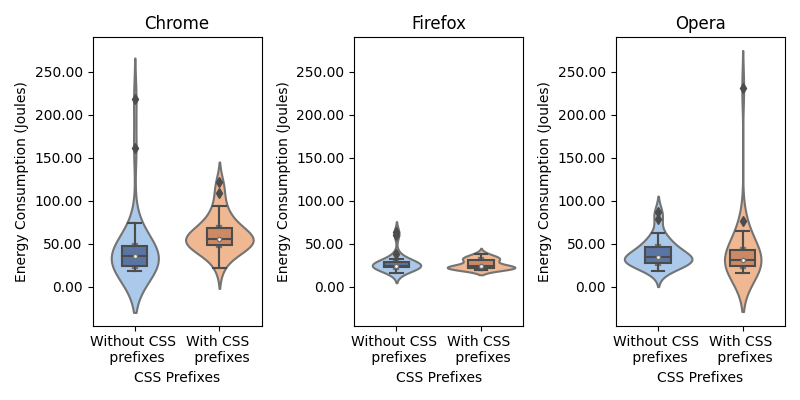 Chrome
Energy Consumption (Joules)
250.00
200.00
150.00
100.00
50.00
0.00
Without CSS
prefixes
With CSS
prefixes
CSS Prefixes
Firefox
Energy Consumption (Joules)
250.00
200.00
150.00
100.00
50.00
0.00
Without CSS
prefixes
With CSS
prefixes
CSS Prefixes
Opera
Energy Consumption (Joules)
250.00
200.00
150.00
100.00
50.00
0.00
Without CSS
prefixes
With CSS
prefixes
CSS Prefixes